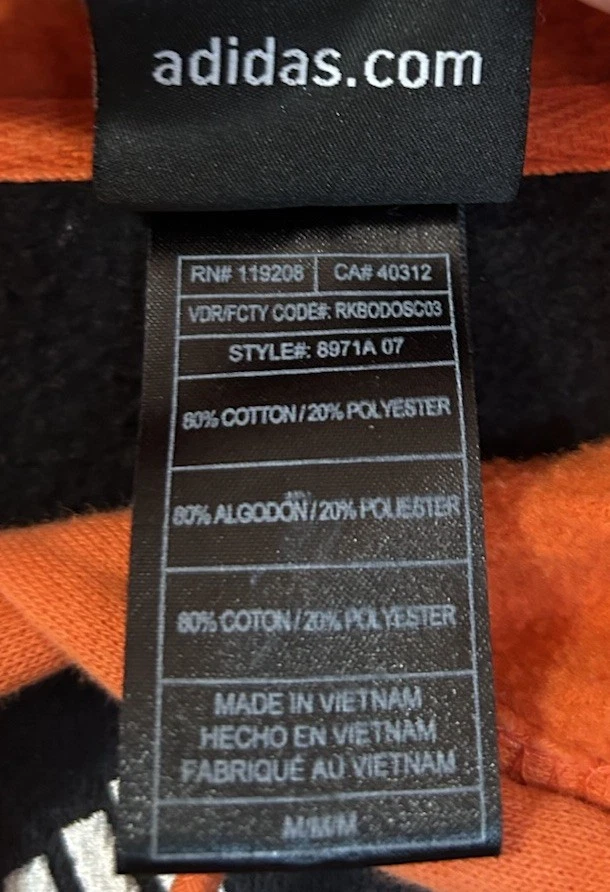 adidas.com
RN# 119208 CA# 40312
VDR/FCTY CODE#: RKBODOSC03
STYLE#: 8971A 07
80% COTTON / 20% POLYESTER
80% ALGODÓN / 20% POLIESTER
80% COTON / 20% POLYESTER
MADE IN VIETNAM
HECHO EN VIETNAM
FABRIQUÉ AU VIETNAM
M/M/M